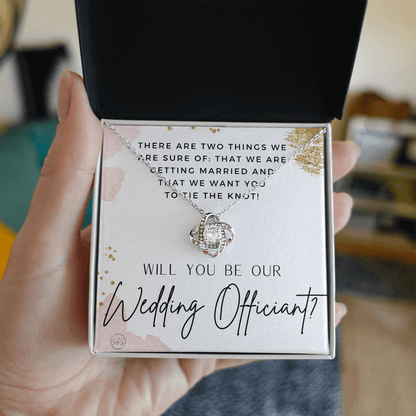 THERE ARE TWO THINGS WE
ARE SURE OF: THAT WE ARE
GETTING MARRIED AND
THAT WE WANT YOU
TO TIE THE KNOT!
WILL YOU BE OUR
Wedding Officiant?